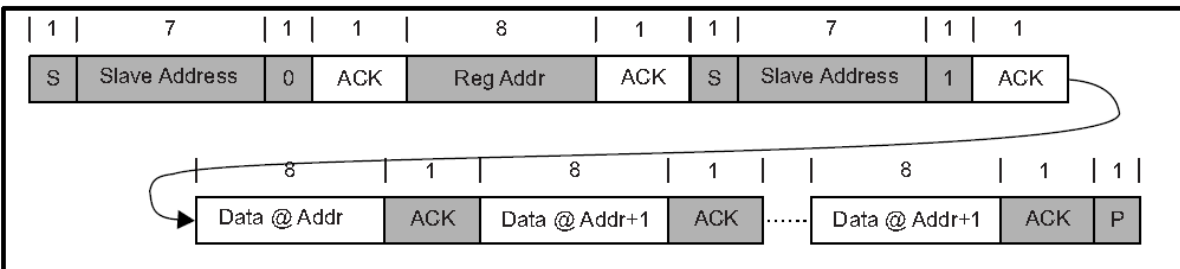 1 7 1 1 8 1 1 7 1 1
S Slave Address 0 ACK Reg Addr ACK S Slave Address 1 ACK
8 1 8 1 8 1 1
Data @ Addr ACK Data @ Addr+1 ACK ...... Data @ Addr+1 ACK P